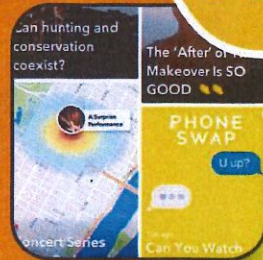 Can hunting and
conservation
coexist?
The ‘After’ of
Makeover Is SO
GOOD 👏👏
A Surprise
Performance
PHONE
SWAP
U up?
Concert Series
Can You Watch